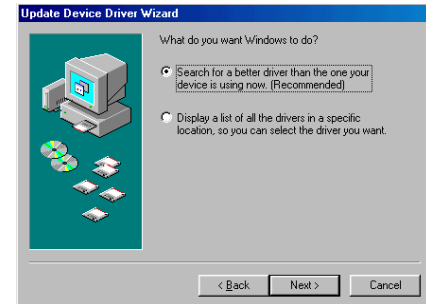 Update Device Driver Wizard
What do you want Windows to do?
Search for a better driver than the one your
device is using now. (Recommended)
Display a list of all the drivers in a specific
location, so you can select the driver you want.
< Back Next > Cancel